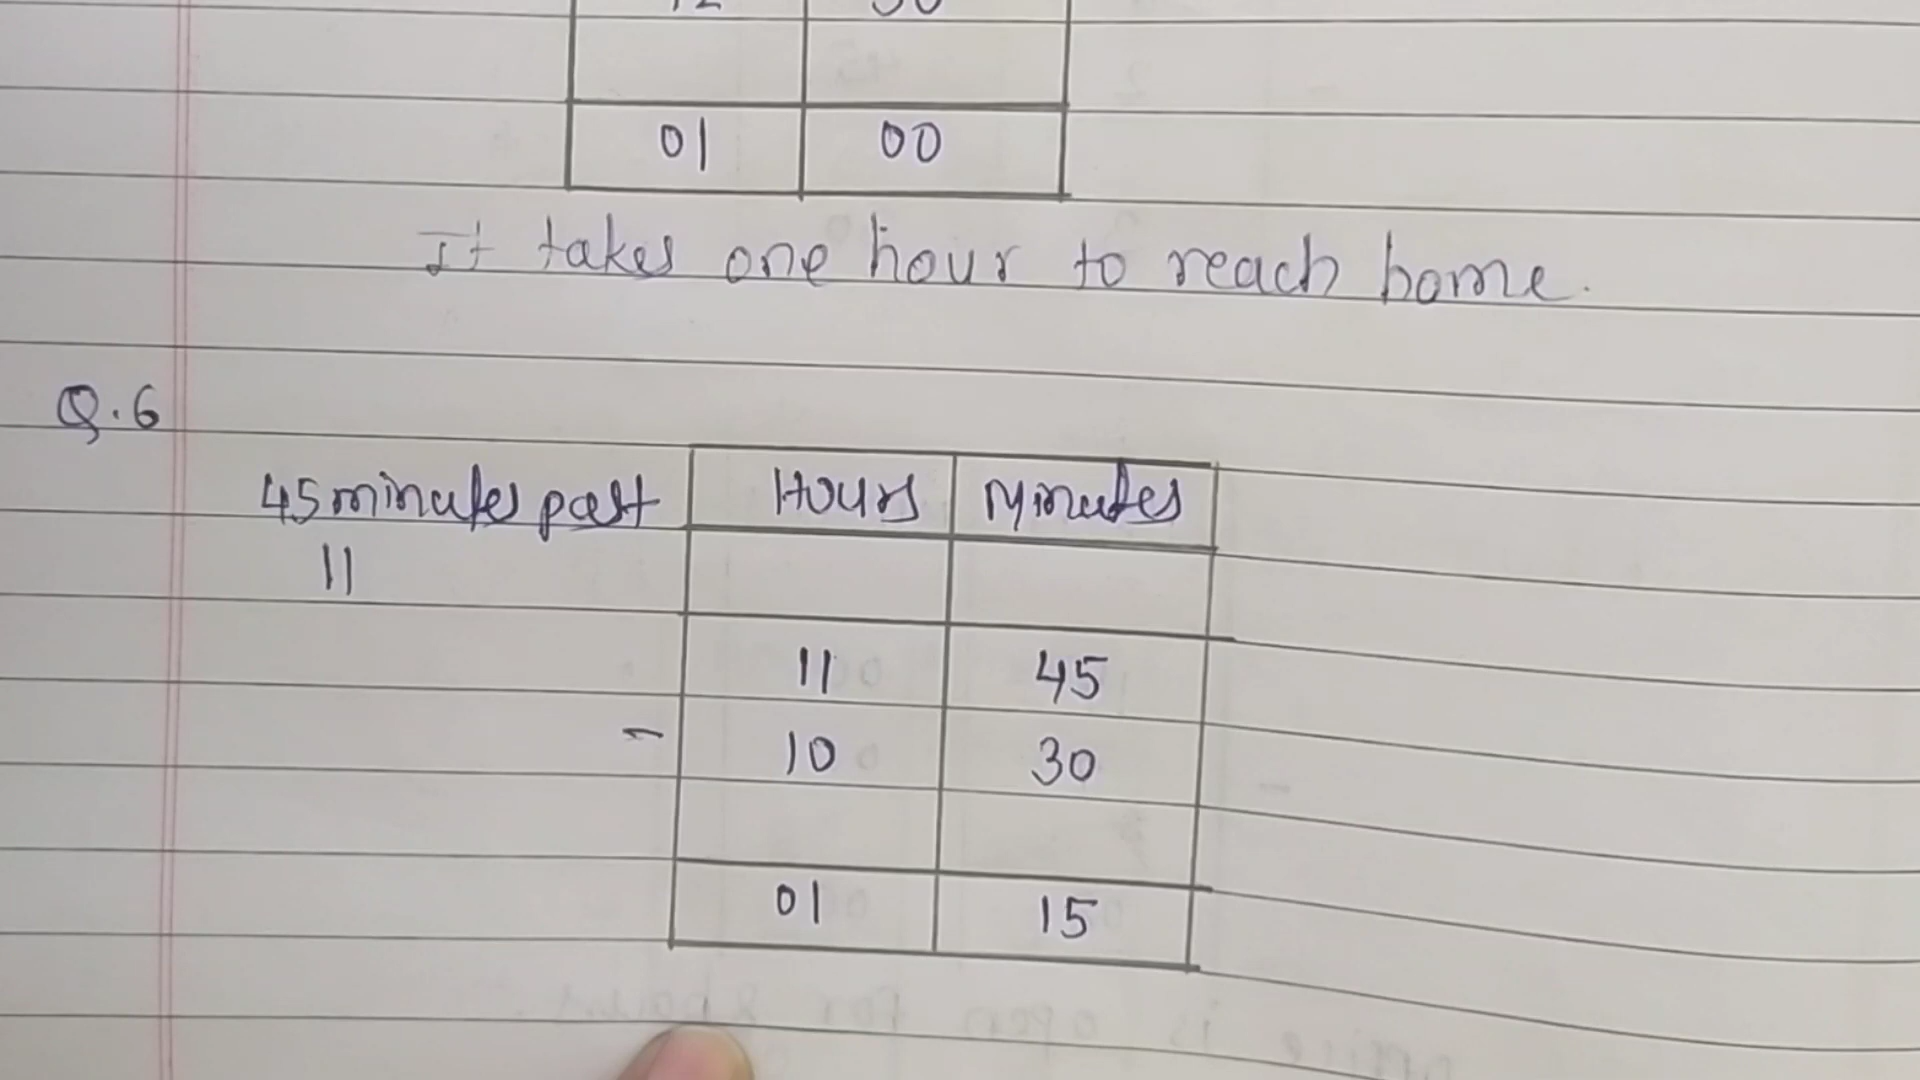 01 00
It takes one hour to reach home.
Q.6
45 minutes past Hours Minutes
11
11 45
- 10 30
01 15